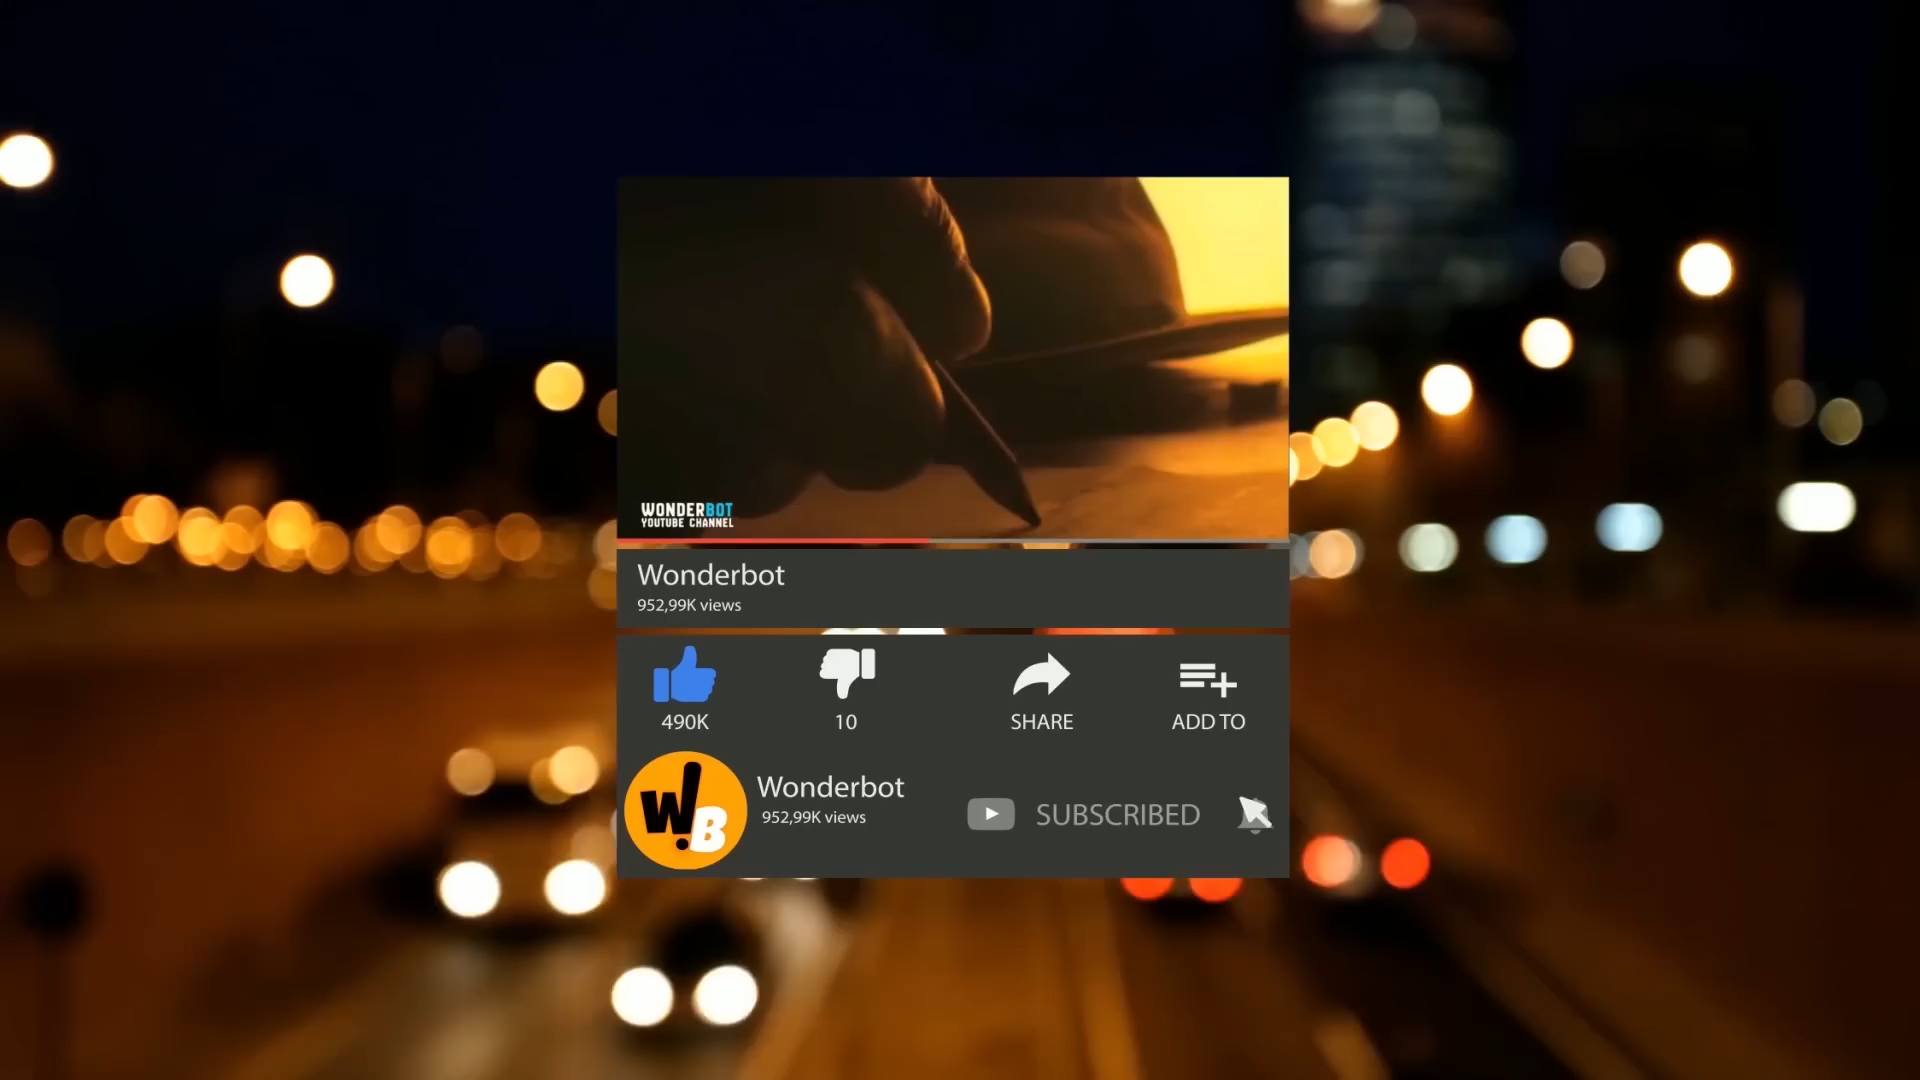 WONDERBOT
YOUTUBE CHANNEL
Wonderbot
952,99K views
490K
10
SHARE
ADD TO
W!B
Wonderbot
952,99K views
SUBSCRIBED